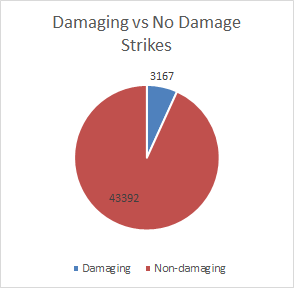 Damaging vs No Damage
Strikes
3167
43392
Damaging Non-damaging